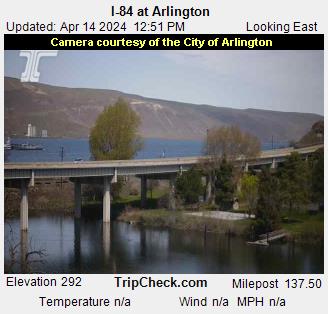 I-84 at Arlington
Updated: Apr 14 2024 12:51 PM Looking East
Camera courtesy of the City of Arlington
Elevation 292 TripCheck.com Milepost 137.50
Temperature n/a Wind n/a MPH n/a